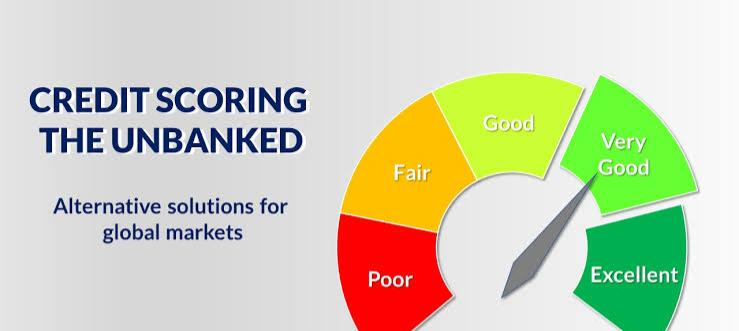 CREDIT SCORING
THE UNBANKED
Alternative solutions for
global markets
Poor
Fair
Good
Very
Good
Excellent